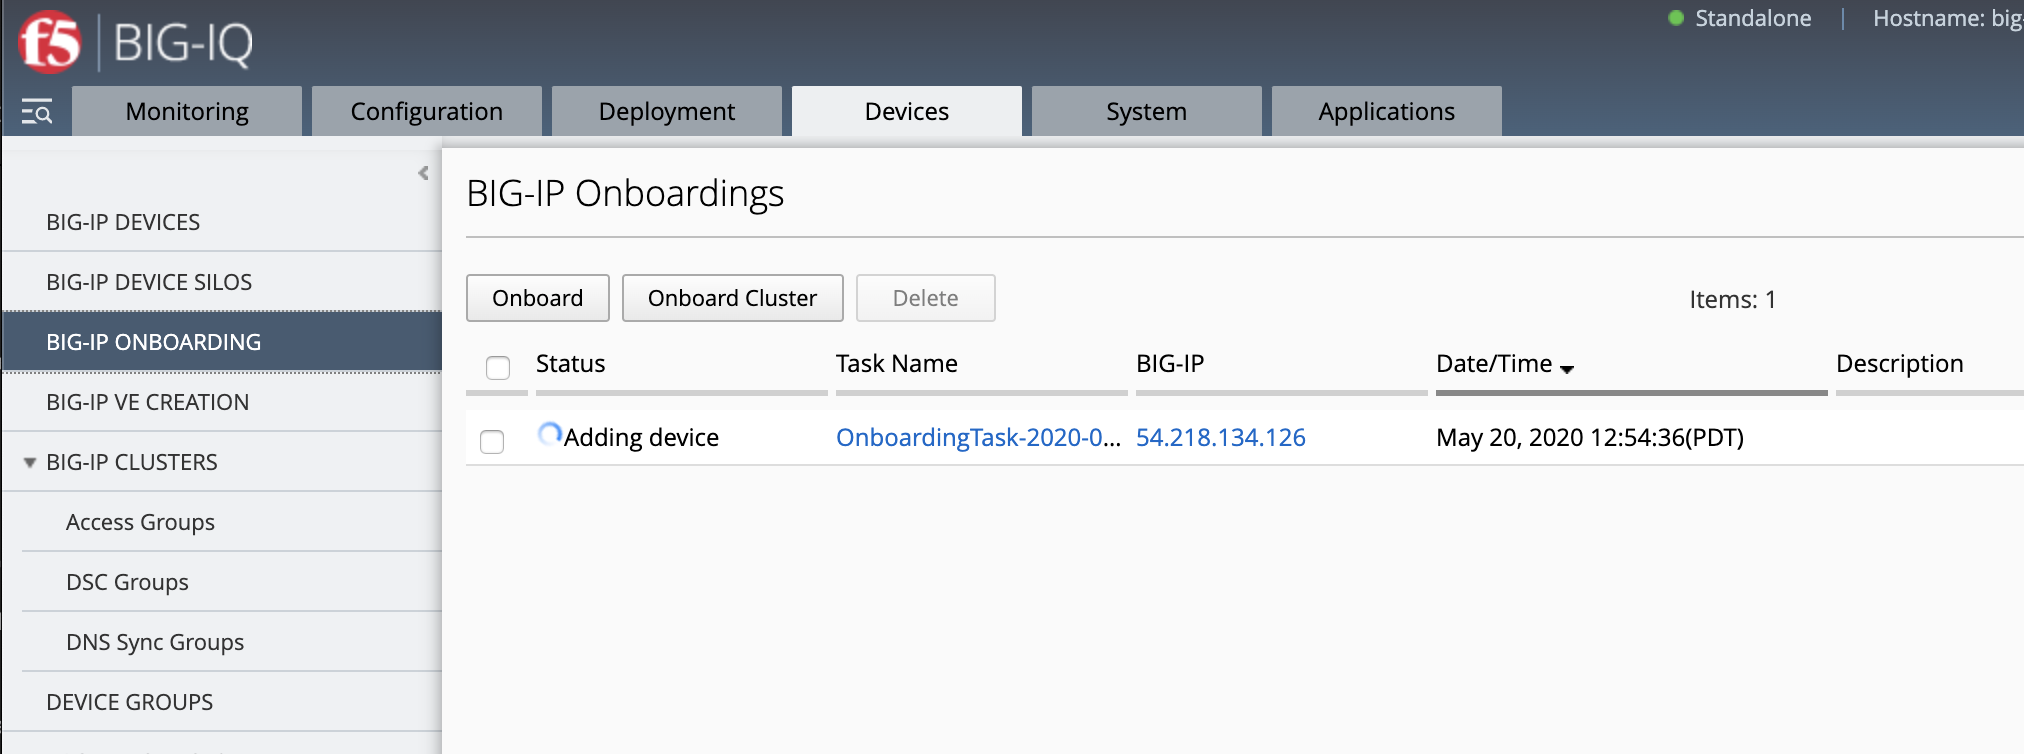 f5 BIG-IQ
Standalone | Hostname: big-
Monitoring Configuration Deployment Devices System Applications
BIG-IP DEVICES
BIG-IP DEVICE SILOS
BIG-IP ONBOARDING
BIG-IP VE CREATION
BIG-IP CLUSTERS
Access Groups
DSC Groups
DNS Sync Groups
DEVICE GROUPS
BIG-IP Onboardings
Onboard Onboard Cluster Delete Items: 1
Status Task Name BIG-IP Date/Time Description
Adding device OnboardingTask-2020-0... 54.218.134.126 May 20, 2020 12:54:36(PDT)